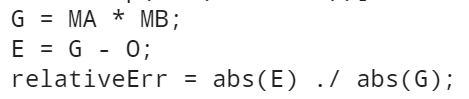 G = MA * MB;
E = G - O;
relativeErr = abs(E) ./ abs(G);